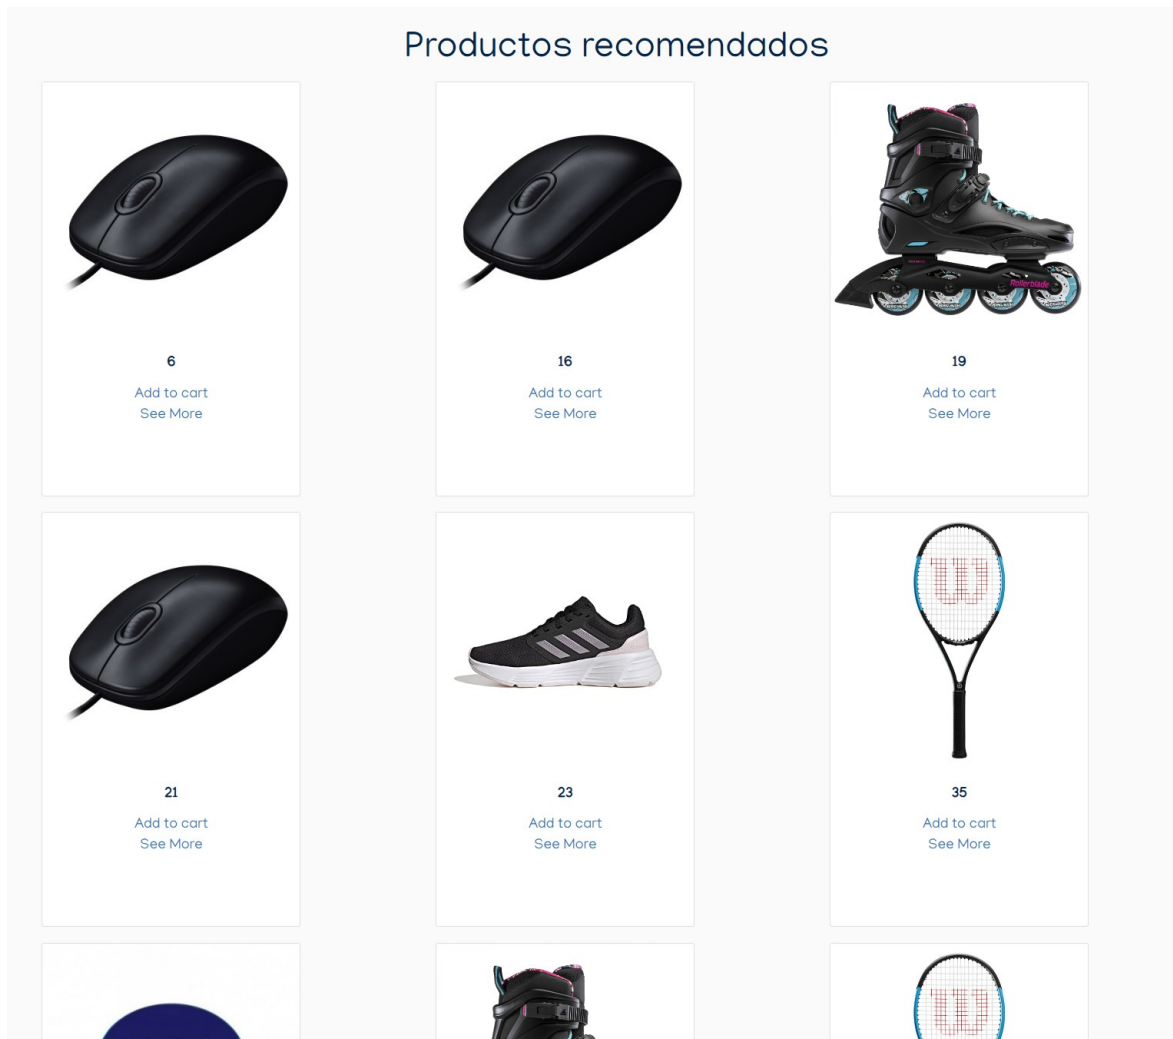 Productos recomendados
6
Add to cart
See More
16
Add to cart
See More
Rollerblade
19
Add to cart
See More
21
Add to cart
See More
23
Add to cart
See More
W
35
Add to cart
See More
W